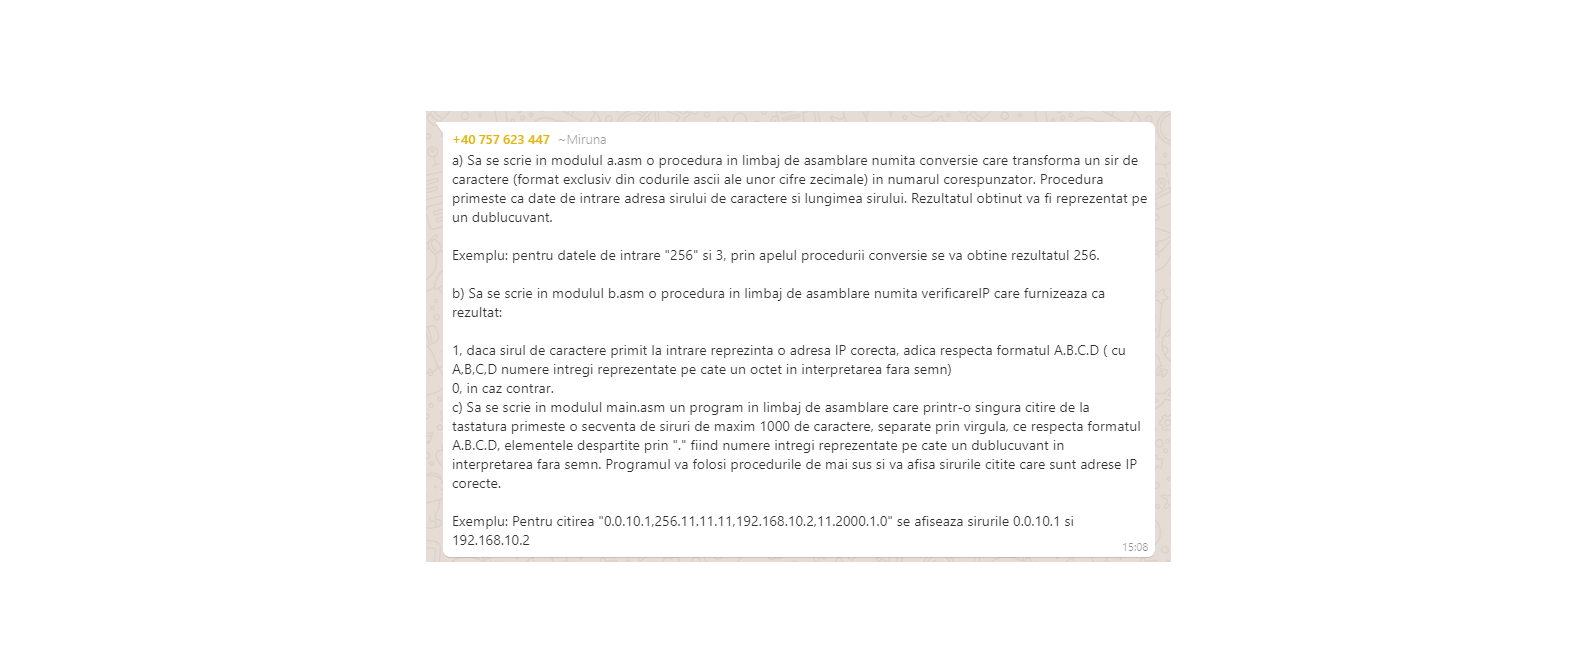 +40 757 623 447 ~Miruna
a) Sa se scrie in modulul a.asm o procedura in limbaj de asamblare numita conversie care transforma un sir de
caractere (format exclusiv din codurile ascii ale unor cifre zecimale) in numarul corespunzator. Procedura
primeste ca date de intrare adresa sirului de caractere si lungimea sirului. Rezultatul obtinut va fi reprezentat pe
un dublucuvant.
Exemplu: pentru datele de intrare "256" si 3, prin apelul procedurii conversie se va obtine rezultatul 256.
b) Sa se scrie in modulul b.asm o procedura in limbaj de asamblare numita verificareIP care furnizeaza ca
rezultat:
1, daca sirul de caractere primit la intrare reprezinta o adresa IP corecta, adica respecta formatul A.B.C.D ( cu
A,B,C,D numere intregi reprezentate pe cate un octet in interpretarea fara semn)
0, in caz contrar.
c) Sa se scrie in modulul main.asm un program in limbaj de asamblare care printr-o singura citire de la
tastatura primeste o secventa de siruri de maxim 1000 de caractere, separate prin virgula, ce respecta formatul
A.B.C.D, elementele despartite prin "." fiind numere intregi reprezentate pe cate un dublucuvant in
interpretarea fara semn. Programul va folosi procedurile de mai sus si va afisa sirurile citite care sunt adrese IP
corecte.
Exemplu: Pentru citirea "0.0.10.1,256.11.11.11,192.168.10.2,11.2000.1.0" se afiseaza sirurile 0.0.10.1 si
192.168.10.2
15:08